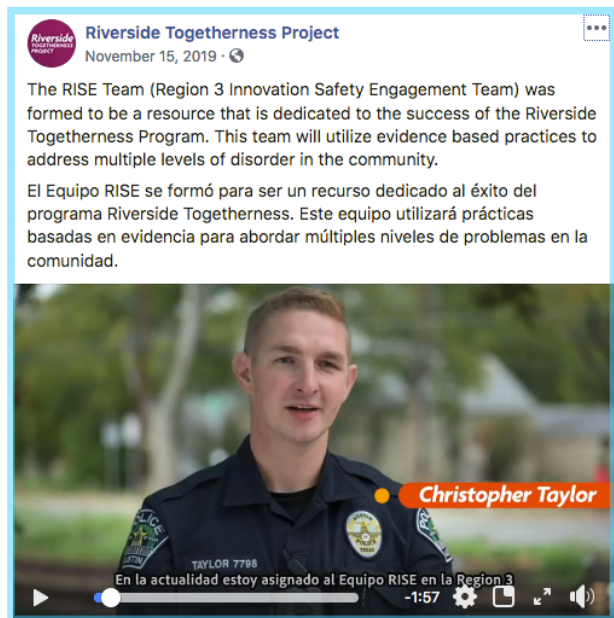 Riverside
TOGETHERNESS
PROJECT
Riverside Togetherness Project
November 15, 2019 ·
The RISE Team (Region 3 Innovation Safety Engagement Team) was
formed to be a resource that is dedicated to the success of the Riverside
Togetherness Program. This team will utilize evidence based practices to
address multiple levels of disorder in the community.
El Equipo RISE se formó para ser un recurso dedicado al éxito del
programa Riverside Togetherness. Este equipo utilizará prácticas
basadas en evidencia para abordar múltiples niveles de problemas en la
comunidad.
Christopher Taylor
POLICE
AUSTIN
AUSTIN
POLICE
TEXAS
TAYLOR 7798
En la actualidad estoy asignado al Equipo RISE en la Region 3
-1:57